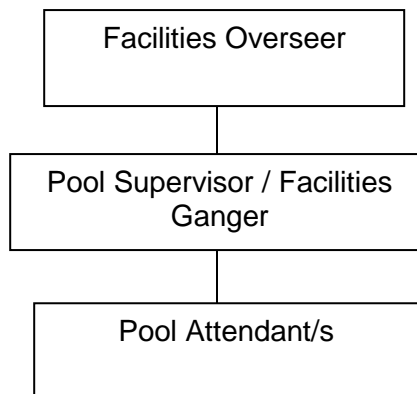 Facilities Overseer
Pool Supervisor / Facilities
Ganger
Pool Attendant/s